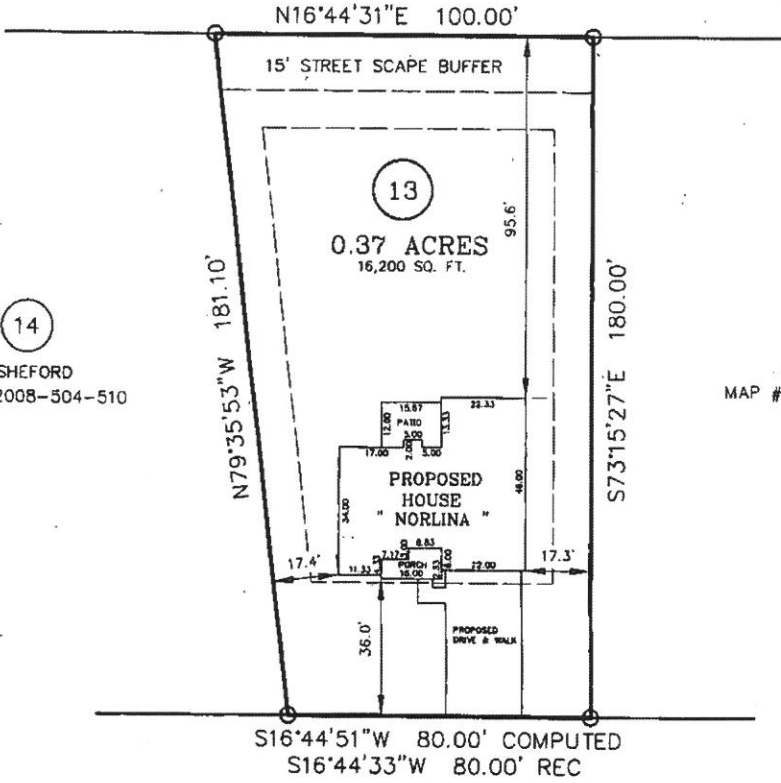 N16°44'31"E 100.00'
15' STREET SCAPE BUFFER
13
95.6'
0.37 ACRES
16,200 SQ. FT.
N79°35'53"W 181.10'
S73°15'27"E 180.00'
14
SHEFORD
2008-504-510
MAP #
15.67
22.33
12.00
PATIO
13.33
5.00
17.00
2.00
5.00
34.00
PROPOSED
HOUSE
" NORLINA "
46.00
8.83
7.17
17.4'
11.33
PORCH
16.00
6.00
22.00
17.3'
36.0'
PROPOSED
DRIVE & WALK
S16°44'51"W 80.00' COMPUTED
S16°44'33"W 80.00' REC